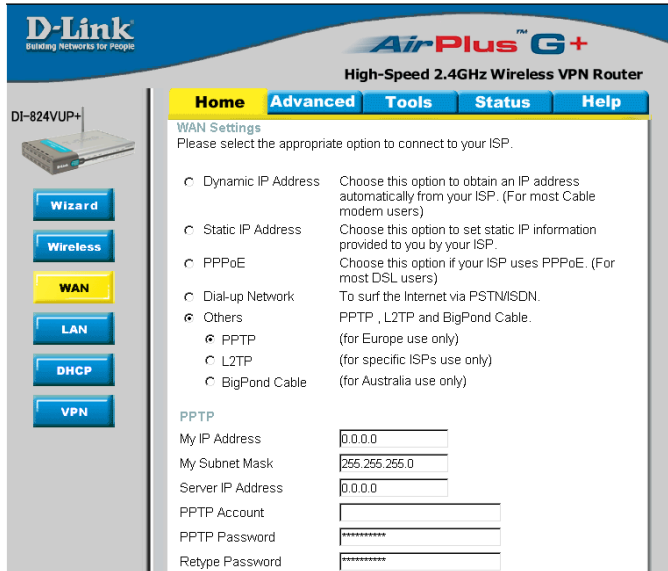 D-Link
Building Networks for People
AirPlus™ G+
High-Speed 2.4GHz Wireless VPN Router
DI-824VUP+
Home Advanced Tools Status Help
Wizard
Wireless
WAN
LAN
DHCP
VPN
WAN Settings
Please select the appropriate option to connect to your ISP.
Dynamic IP Address Choose this option to obtain an IP address
automatically from your ISP. (For most Cable
modem users)
Static IP Address Choose this option to set static IP information
provided to you by your ISP.
PPPoE Choose this option if your ISP uses PPPoE. (For
most DSL users)
Dial-up Network To surf the Internet via PSTN/ISDN.
Others PPTP , L2TP and BigPond Cable.
PPTP (for Europe use only)
L2TP (for specific ISPs use only)
BigPond Cable (for Australia use only)
PPTP
My IP Address 0.0.0.0
My Subnet Mask 255.255.255.0
Server IP Address 0.0.0.0
PPTP Account
PPTP Password **********
Retype Password **********